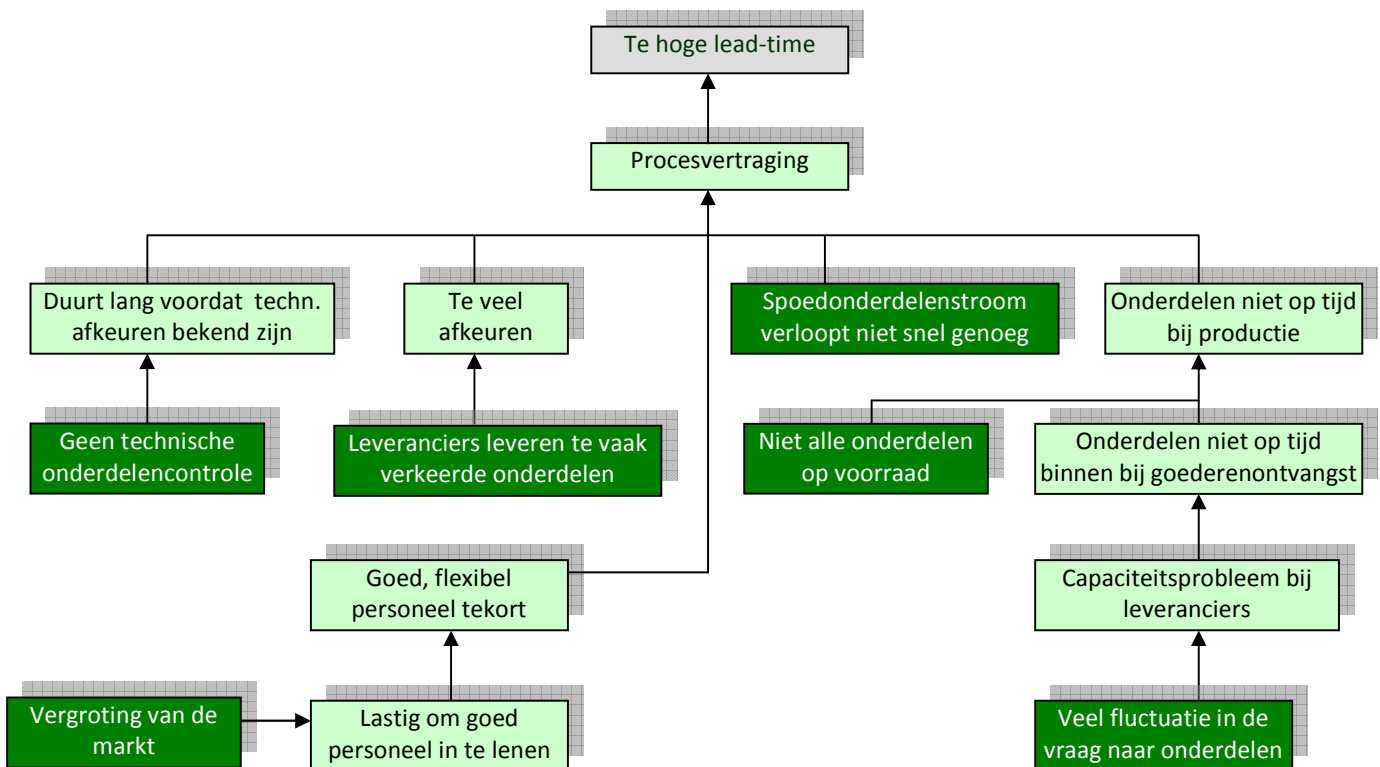 Te hoge lead-time
Procesvertraging
Duurt lang voordat techn.
afkeuren bekend zijn
Te veel
afkeuren
Spoedonderdelenstroom
verloopt niet snel genoeg
Onderdelen niet op tijd
bij productie
Geen technische
onderdelencontrole
Leveranciers leveren te vaak
verkeerde onderdelen
Niet alle onderdelen
op voorraad
Onderdelen niet op tijd
binnen bij goederenontvangst
Goed, flexibel
personeel tekort
Capaciteitsprobleem bij
leveranciers
Vergroting van de
markt
Lastig om goed
personeel in te lenen
Veel fluctuatie in de
vraag naar onderdelen